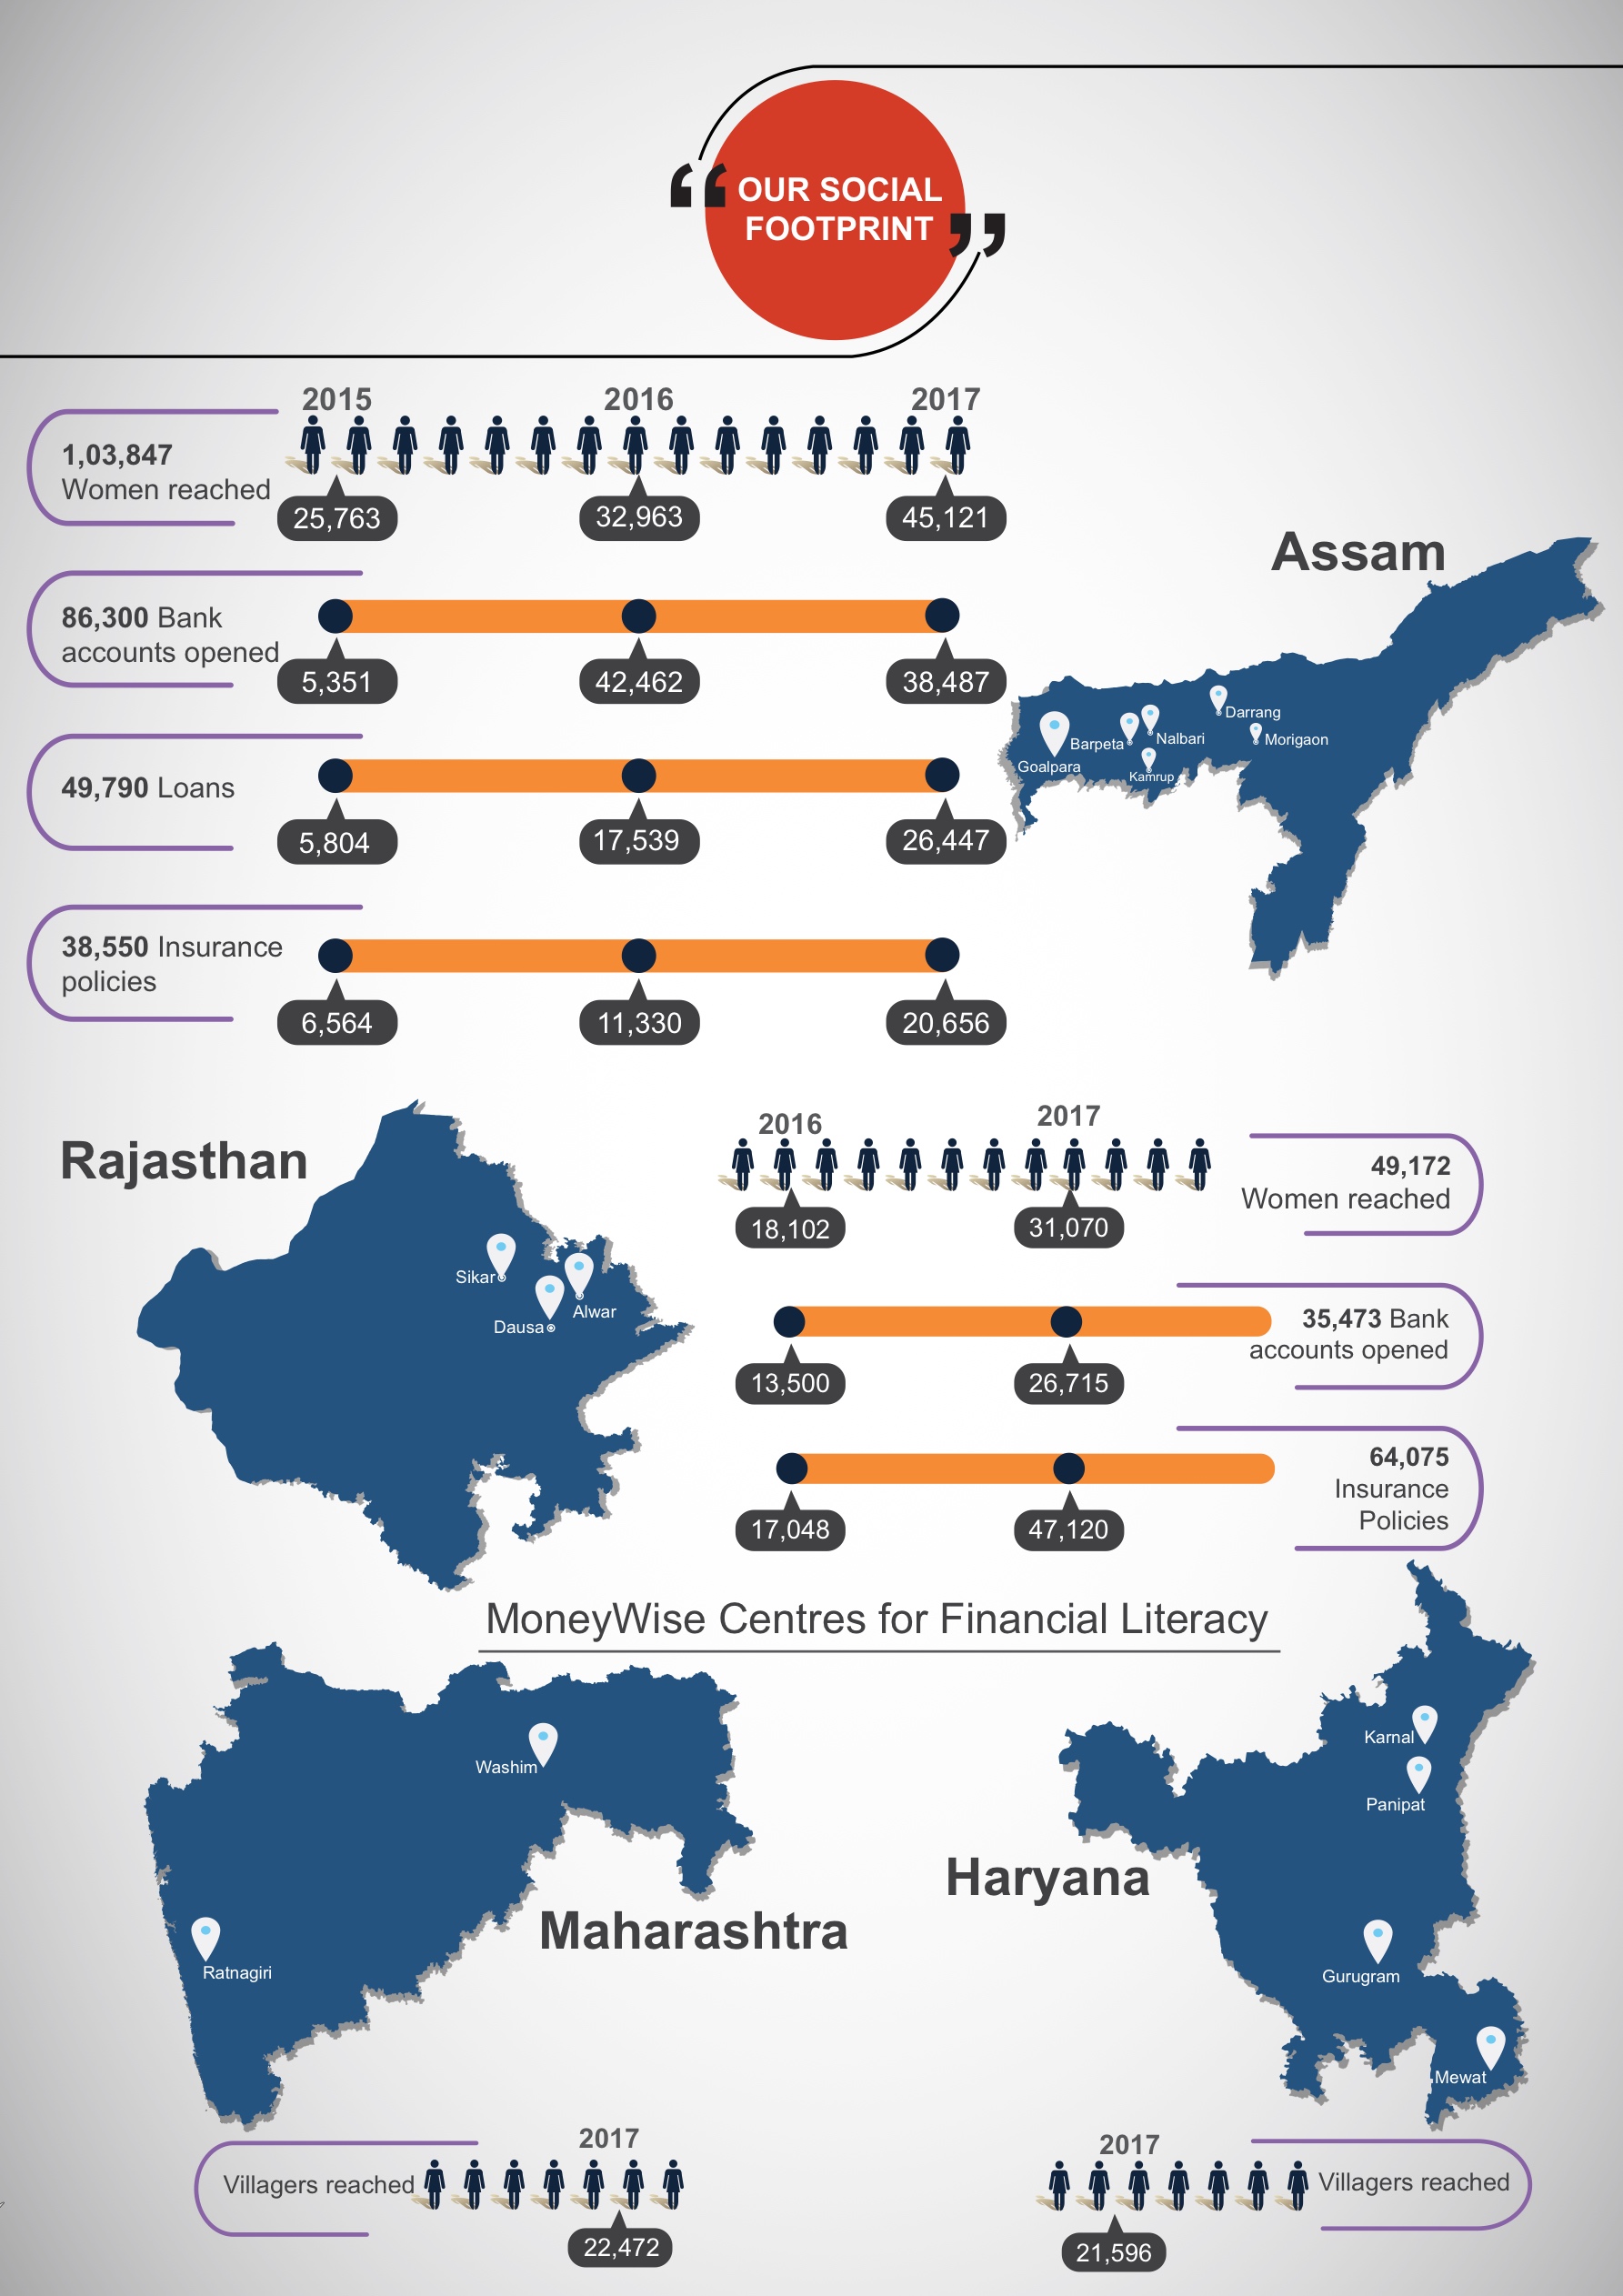 OUR SOCIAL
FOOTPRINT
2015
2016
2017
1,03,847
Women reached
25,763
32,963
45,121
Assam
86,300 Bank
accounts opened
5,351
42,462
38,487
Darrang
Barpeta
Nalbari
Morigaon
Goalpara
Kamrup
49,790 Loans
5,804
17,539
26,447
38,550 Insurance
policies
6,564
11,330
20,656
Rajasthan
Sikar
Alwar
Dausa
2016
2017
49,172
Women reached
18,102
31,070
35,473 Bank
accounts opened
13,500
26,715
64,075
Insurance
Policies
17,048
47,120
MoneyWise Centres for Financial Literacy
Washim
Ratnagiri
Maharashtra
Karnal
Panipat
Haryana
Gurugram
Mewat
2017
Villagers reached
22,472
2017
Villagers reached
21,596